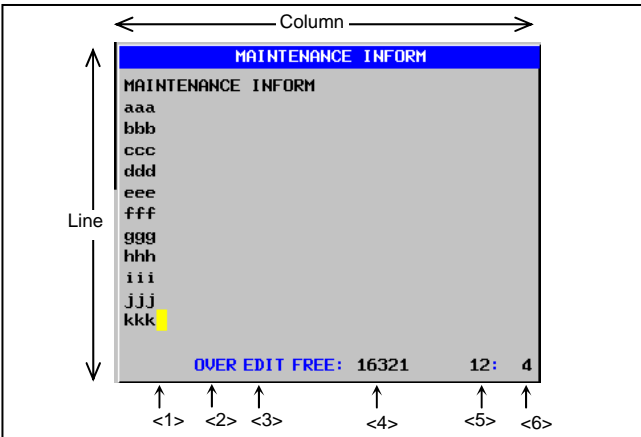 Column
MAINTENANCE INFORM
MAINTENANCE INFORM
aaa
bbb
ccc
ddd
eee
fff
ggg
hhh
iii
jjj
kkk
Line
OVER EDIT FREE: 16321 12: 4
<1> <2> <3> <4> <5> <6>